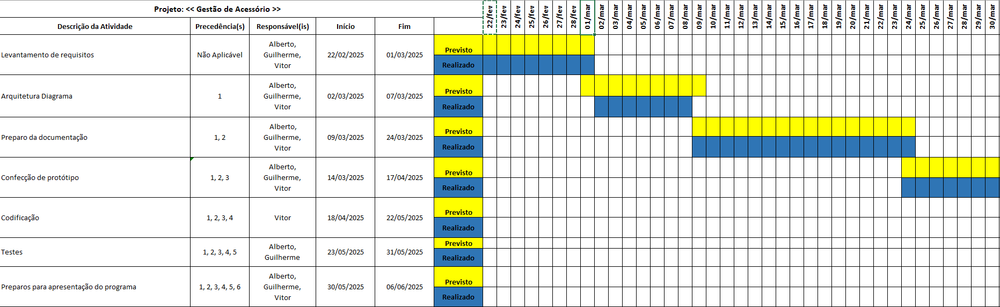 Projeto: << Gestão de Acessório >>
22/fev 23/fev 24/fev 25/fev 26/fev 27/fev 28/fev 01/mar 02/mar 03/mar 04/mar 05/mar 06/mar 07/mar 08/mar 09/mar 10/mar 11/mar 12/mar 13/mar 14/mar 15/mar 16/mar 17/mar 18/mar 19/mar 20/mar 21/mar 22/mar 23/mar 24/mar 25/mar 26/mar 27/mar 28/mar 29/mar 30/mar
Descrição da Atividade Precedência(s) Responsável(is) Início Fim
Levantamento de requisitos
Não Aplicável
Alberto,
Guilherme,
Vitor
22/02/2025
01/03/2025
Previsto
Realizado
Arquitetura Diagrama
1
Alberto,
Guilherme,
Vitor
02/03/2025
07/03/2025
Previsto
Realizado
Preparo da documentação
1, 2
Alberto,
Guilherme,
Vitor
09/03/2025
24/03/2025
Previsto
Realizado
Confecção de protótipo
1, 2, 3
Alberto,
Guilherme,
Vitor
14/03/2025
17/04/2025
Previsto
Realizado
Codificação
1, 2, 3, 4
Vitor
18/04/2025
22/05/2025
Previsto
Realizado
Testes
1, 2, 3, 4, 5
Alberto,
Guilherme
23/05/2025
31/05/2025
Previsto
Realizado
Preparos para apresentação do programa
1, 2, 3, 4, 5, 6
Alberto,
Guilherme,
Vitor
30/05/2025
06/06/2025
Previsto
Realizado